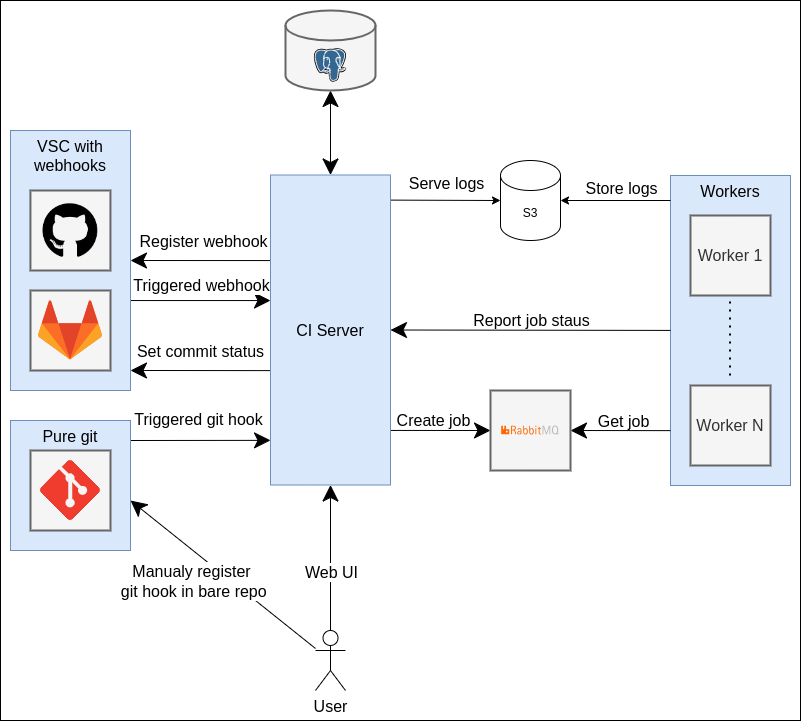 VSC with
webhooks
Serve logs
Store logs
S3
Workers
Worker 1
Register webhook
Triggered webhook
CI Server
Report job staus
Set commit status
Triggered git hook
Create job
RabbitMQ
Get job
Worker N
Pure git
Manualy register
git hook in bare repo
Web UI
User